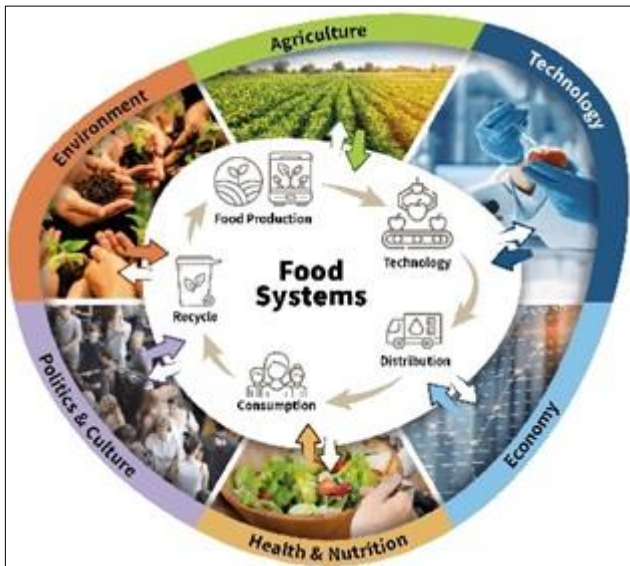 Agriculture
Environment
Technology
Food Production
Technology
Food
Systems
Recycle
Distribution
Consumption
Politics & Culture
Economy
Health & Nutrition